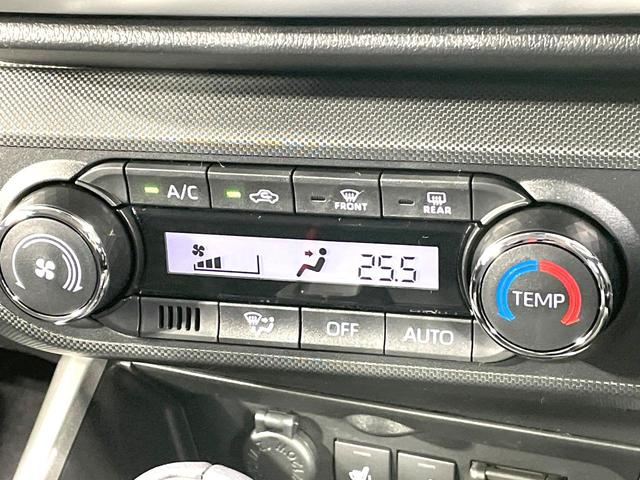 A/C
FRONT
REAR
25.5
TEMP
OFF
AUTO